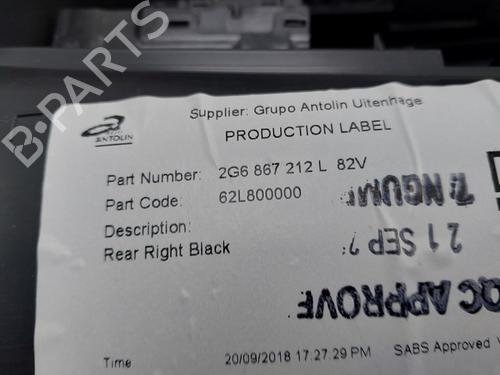 Supplier: Grupo Antolin Uitenhage
PRODUCTION LABEL
ANTOLIN
Part Number: 2G6 867 212 L 82V
Part Code: 62L800000
Description:
Rear Right Black
21 SEP
QC APPROVE
Time 20/09/2018 17:27:29 PM SABS Approved
B-PARTS